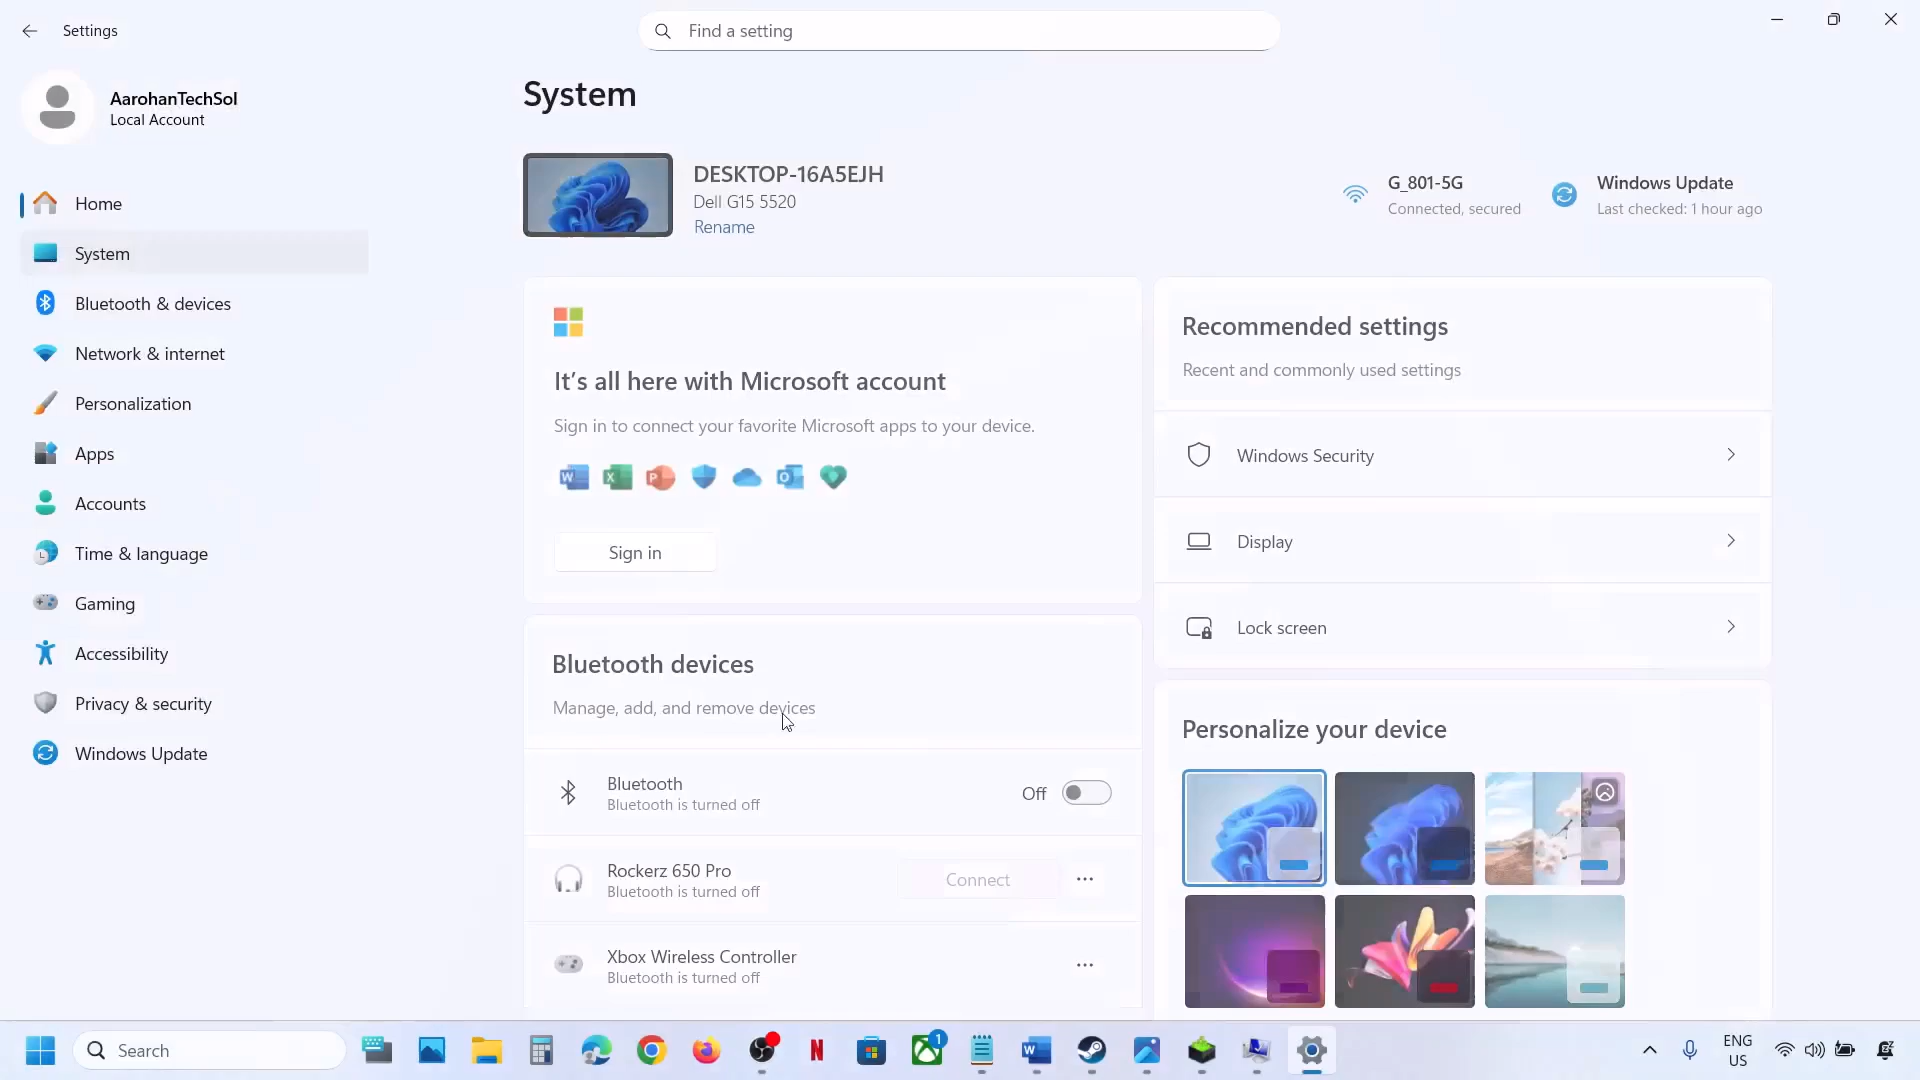 Settings
Find a setting
AarohanTechSol
Local Account
Home
System
Bluetooth & devices
Network & internet
Personalization
Apps
Accounts
Time & language
Gaming
Accessibility
Privacy & security
Windows Update
System
DESKTOP-16A5EJH
Dell G15 5520
Rename
G_801-5G
Connected, secured
Windows Update
Last checked: 1 hour ago
It's all here with Microsoft account
Sign in to connect your favorite Microsoft apps to your device.
Sign in
Bluetooth devices
Manage, add, and remove devices
Bluetooth
Bluetooth is turned off
Off
Rockerz 650 Pro
Bluetooth is turned off
Connect
Xbox Wireless Controller
Bluetooth is turned off
Recommended settings
Recent and commonly used settings
Windows Security
Display
Lock screen
Personalize your device
Search
1
ENG
US